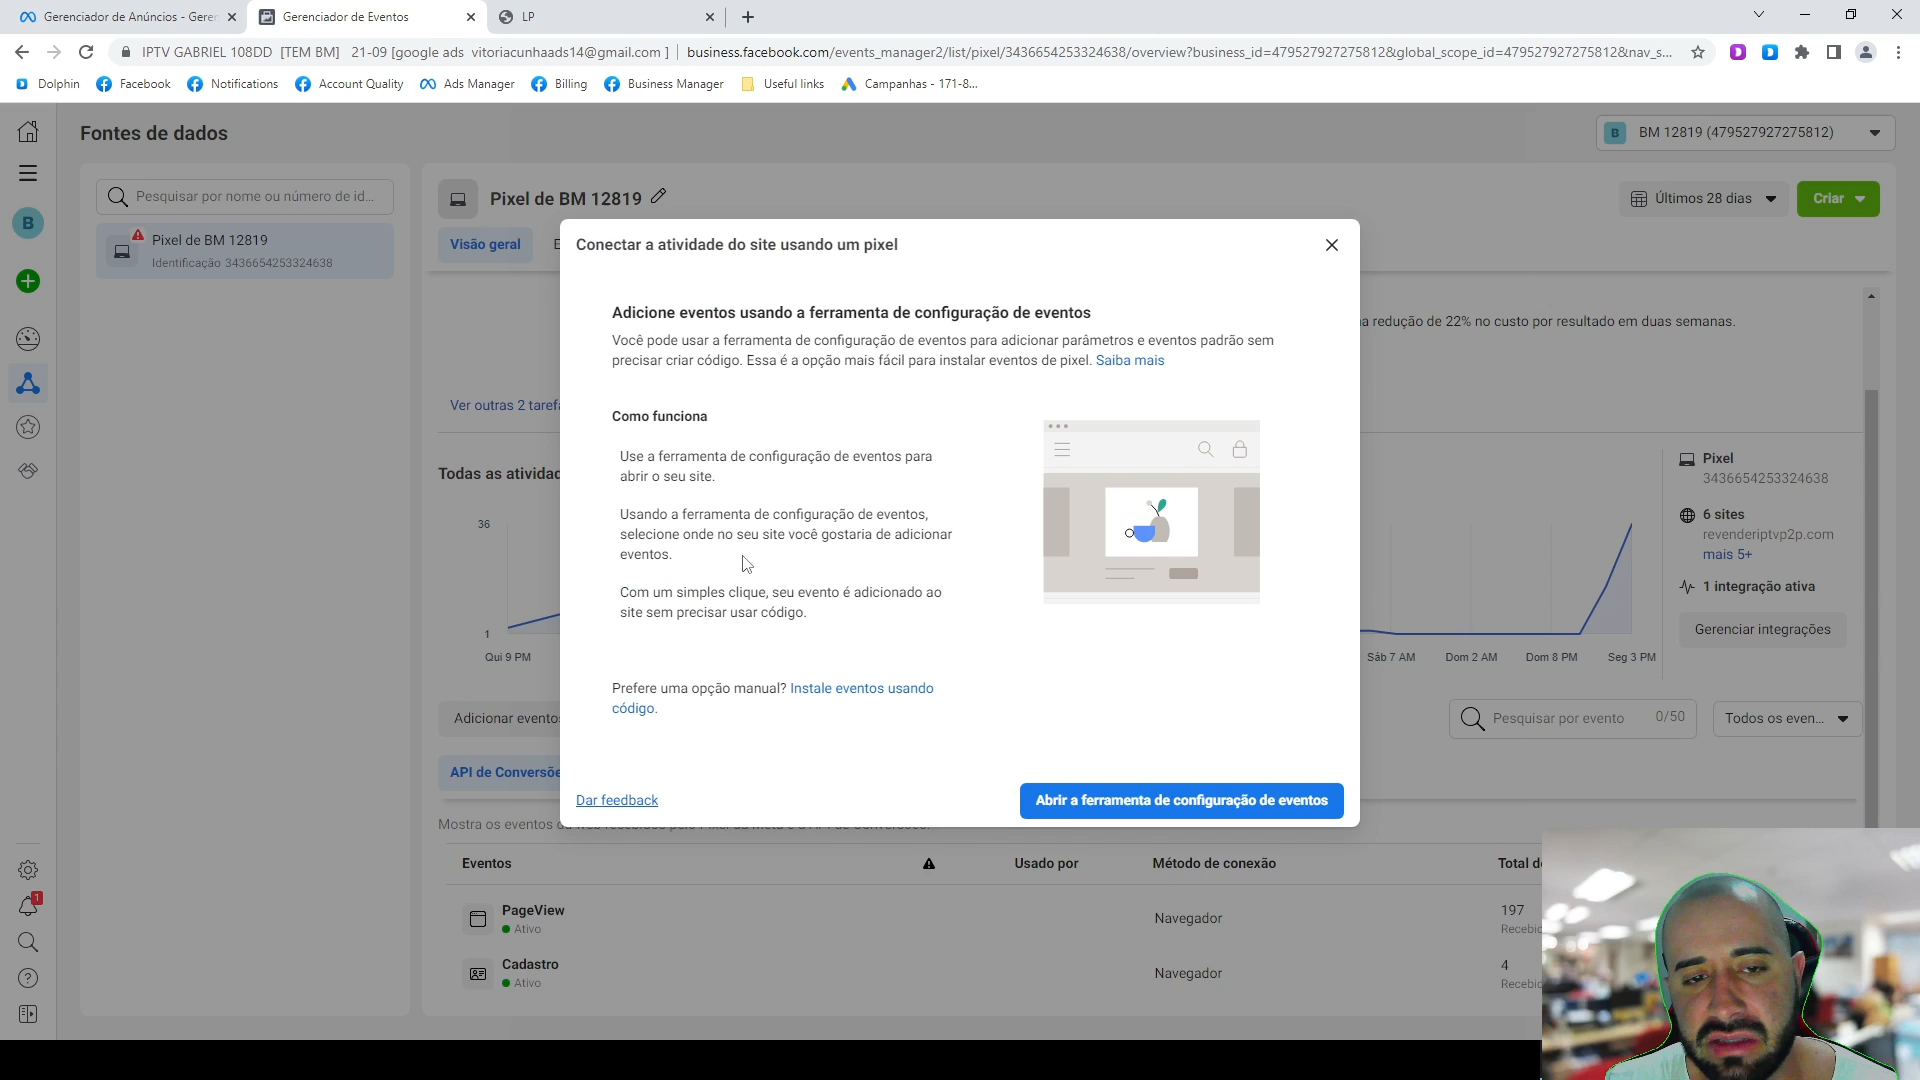 Gerenciador de Anúncios - Geren
Gerenciador de Eventos
LP
IPTV GABRIEL 108DD [TEM BM] 21-09 [google ads vitoriacunhaads14@gmail.com ]
business.facebook.com/events_manager2/list/pixel/3436654253324638/overview?business_id=479527927275812&global_scope_id=479527927275812&nav_s...
Dolphin
Facebook
Notifications
Account Quality
Ads Manager
Billing
Business Manager
Useful links
Campanhas - 171-8...
Fontes de dados
B
BM 12819 (479527927275812)
Pesquisar por nome ou número de id...
Pixel de BM 12819
Últimos 28 dias
Criar
B
Pixel de BM 12819
Identificação 3436654253324638
Visão geral
E
Conectar a atividade do site usando um pixel
Adicione eventos usando a ferramenta de configuração de eventos
Você pode usar a ferramenta de configuração de eventos para adicionar parâmetros e eventos padrão sem
precisar criar código. Essa é a opção mais fácil para instalar eventos de pixel. Saiba mais
a redução de 22% no custo por resultado em duas semanas.
Ver outras 2 taref
Como funciona
Use a ferramenta de configuração de eventos para
abrir o seu site.
Usando a ferramenta de configuração de eventos,
selecione onde no seu site você gostaria de adicionar
eventos.
Com um simples clique, seu evento é adicionado ao
site sem precisar usar código.
Prefere uma opção manual? Instale eventos usando
código.
Dar feedback
Abrir a ferramenta de configuração de eventos
Todas as atividad
36
1
Qui 9 PM
Sáb 7 AM
Dom 2 AM
Dom 8 PM
Seg 3 PM
Pixel
3436654253324638
6 sites
revenderiptvp2p.com
mais 5+
1 integração ativa
Gerenciar integrações
Adicionar evento
Pesquisar por evento
0/50
Todos os even...
API de Conversõe
Mostra os eventos
Eventos
Usado por
Método de conexão
Total d
PageView
Ativo
Navegador
197
Recebid
Cadastro
Ativo
Navegador
4
Recebid
1